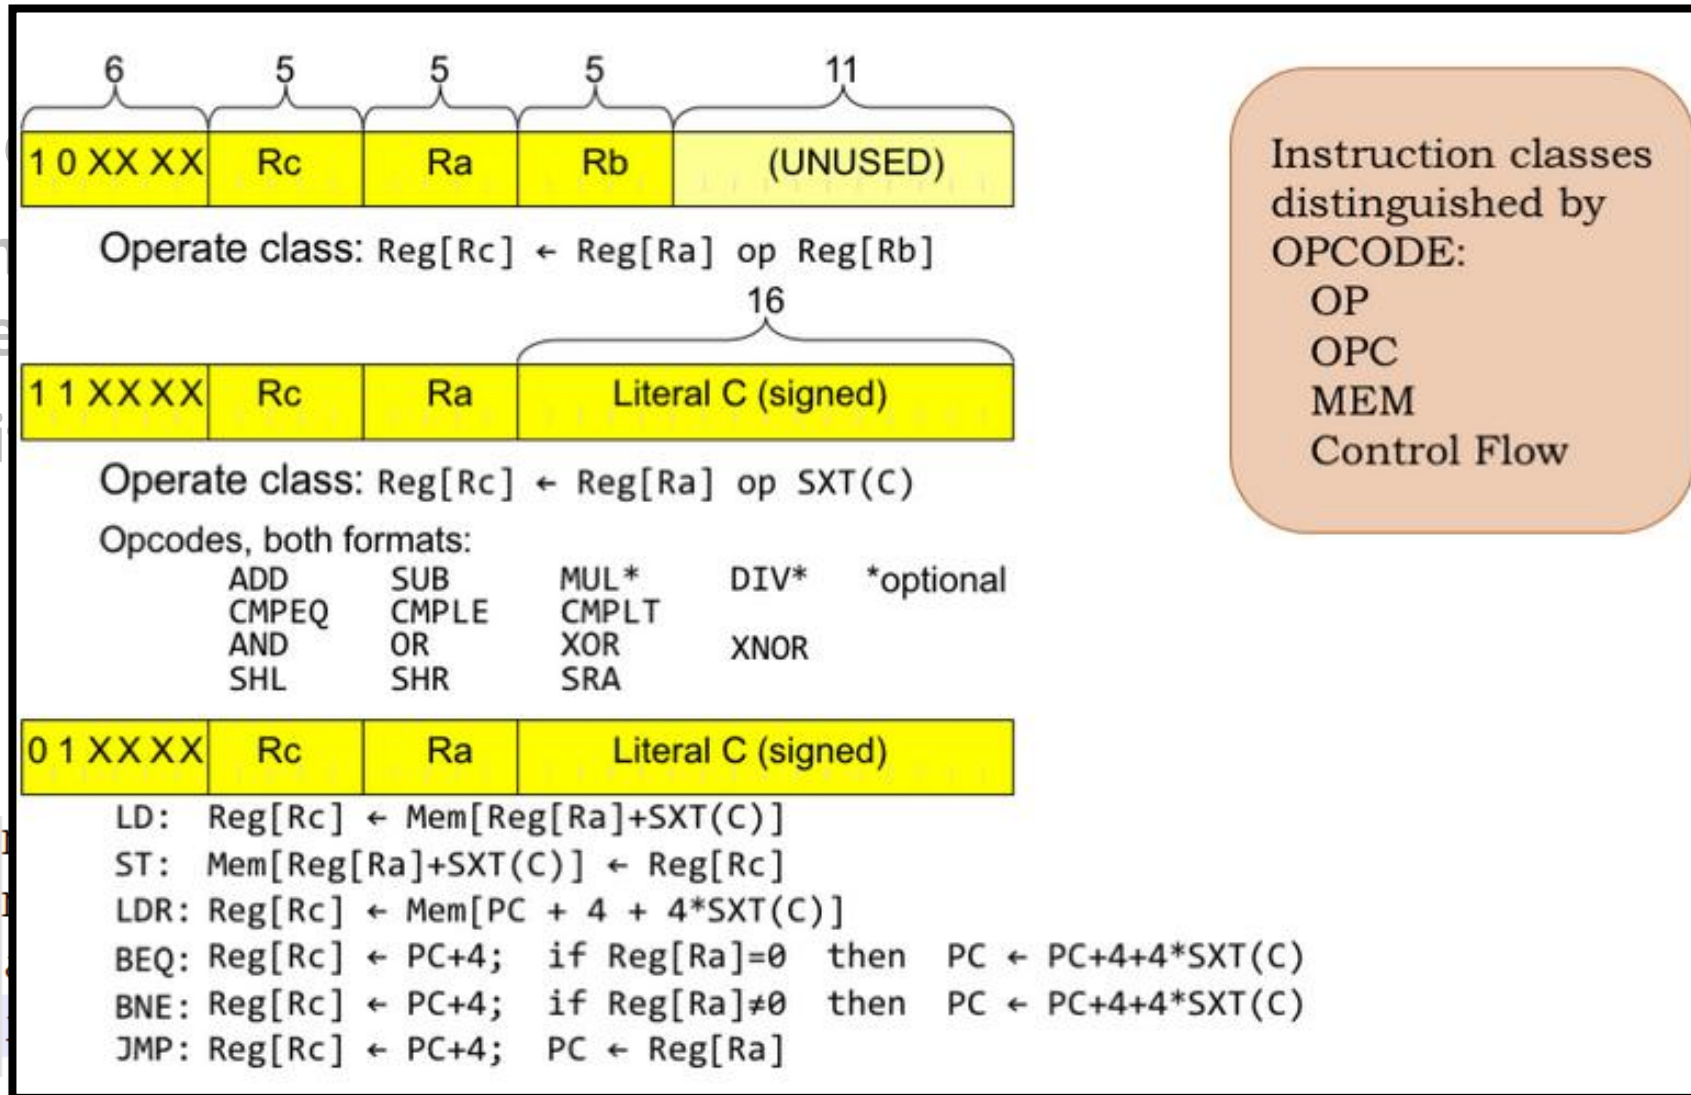 6 5 5 5 11
1 0 XX XX Rc Ra Rb (UNUSED)
Operate class: Reg[Rc] ← Reg[Ra] op Reg[Rb]
16
1 1 XX XX Rc Ra Literal C (signed)
Operate class: Reg[Rc] ← Reg[Ra] op SXT(C)
Opcodes, both formats:
ADD SUB MUL* DIV* *optional
CMPEQ CMPLE CMPLT
AND OR XOR XNOR
SHL SHR SRA
0 1 XX XX Rc Ra Literal C (signed)
LD: Reg[Rc] ← Mem[Reg[Ra]+SXT(C)]
ST: Mem[Reg[Ra]+SXT(C)] ← Reg[Rc]
LDR: Reg[Rc] ← Mem[PC + 4 + 4*SXT(C)]
BEQ: Reg[Rc] ← PC+4; if Reg[Ra]=0 then PC ← PC+4+4*SXT(C)
BNE: Reg[Rc] ← PC+4; if Reg[Ra]≠0 then PC ← PC+4+4*SXT(C)
JMP: Reg[Rc] ← PC+4; PC ← Reg[Ra]
Instruction classes
distinguished by
OPCODE:
OP
OPC
MEM
Control Flow